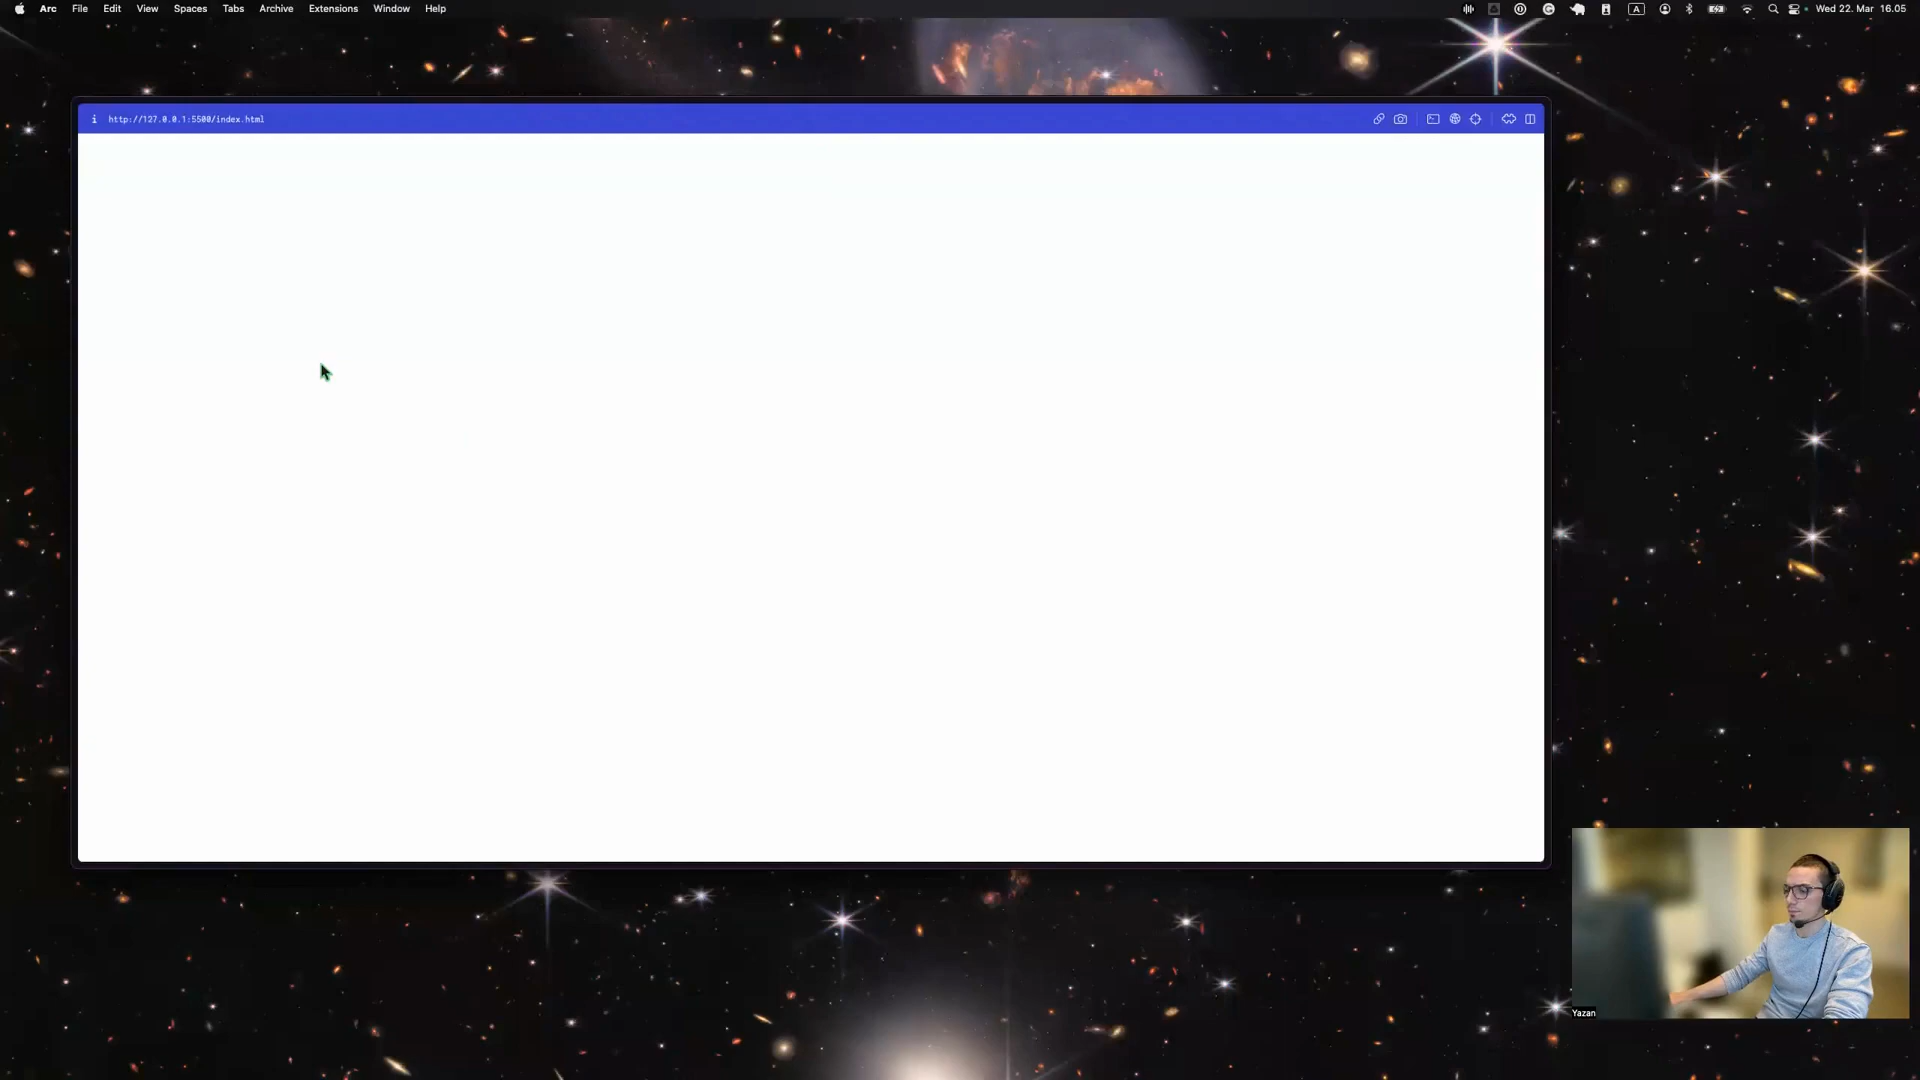 Arc File Edit View Spaces Tabs Archive Extensions Window Help A Wed 22. Mar 16.05
i http://127.0.0.1:5500/index.html
Yazan